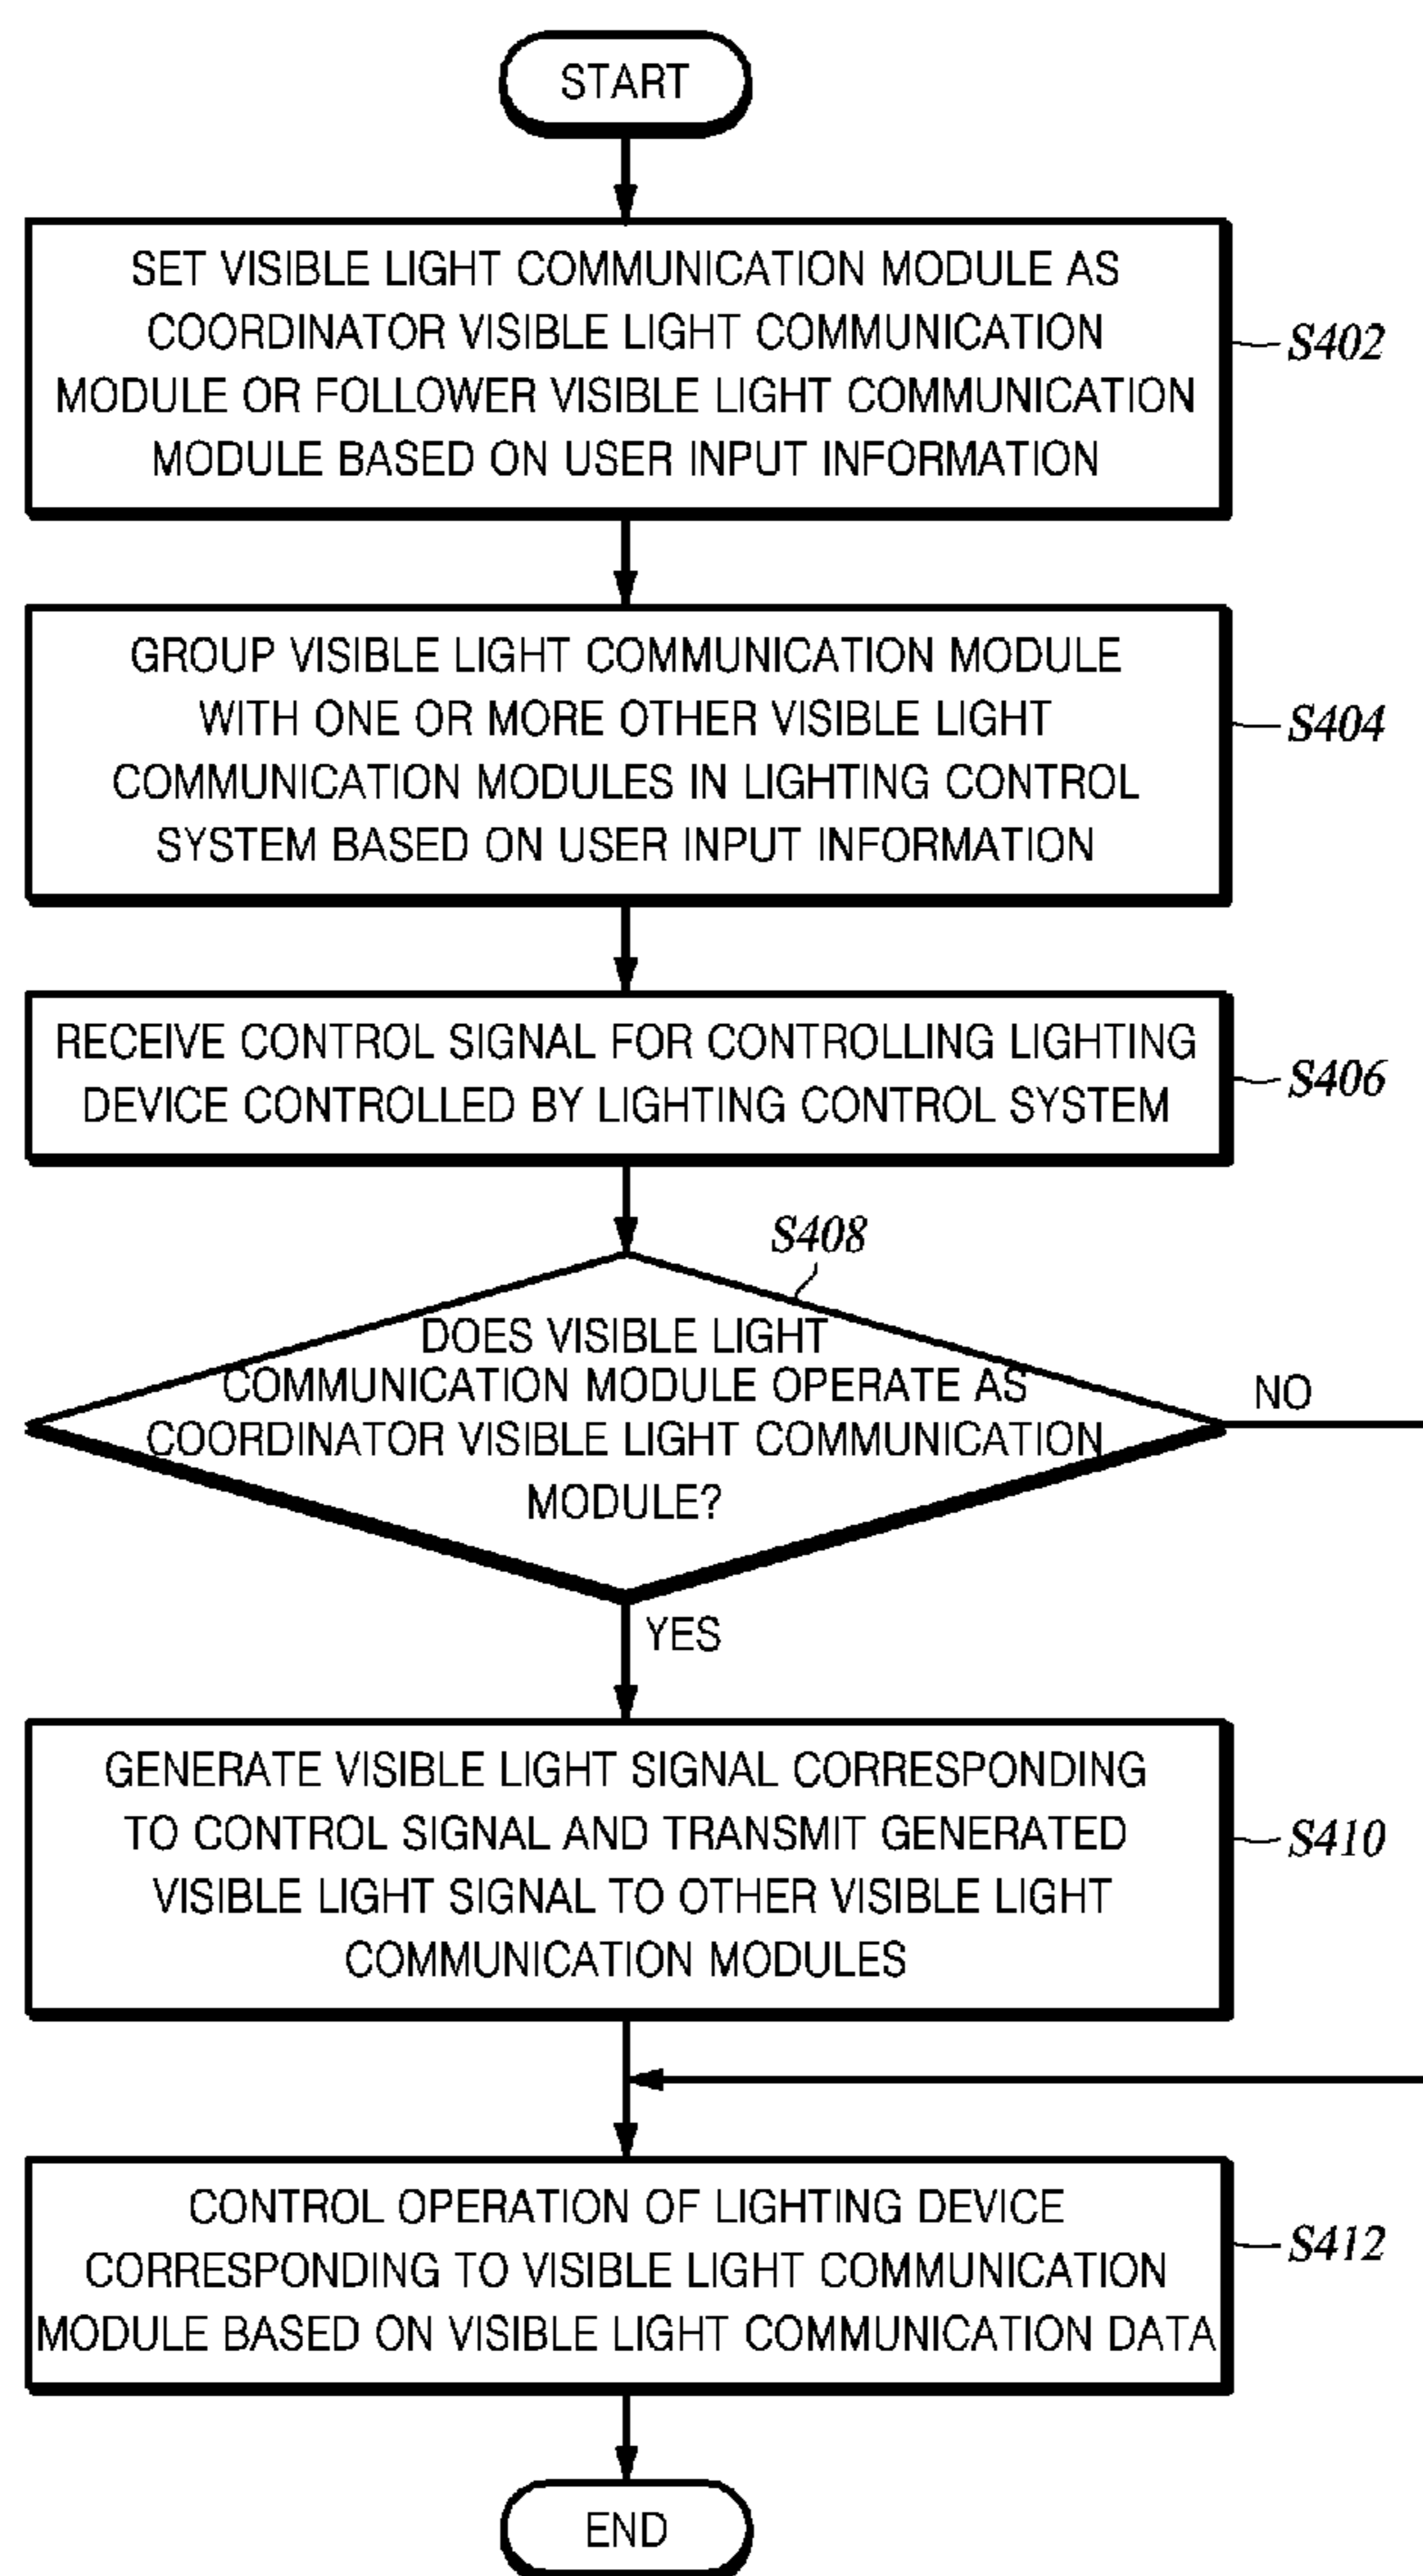 START
SET VISIBLE LIGHT COMMUNICATION MODULE AS
COORDINATOR VISIBLE LIGHT COMMUNICATION
MODULE OR FOLLOWER VISIBLE LIGHT COMMUNICATION
MODULE BASED ON USER INPUT INFORMATION
S402
GROUP VISIBLE LIGHT COMMUNICATION MODULE
WITH ONE OR MORE OTHER VISIBLE LIGHT
COMMUNICATION MODULES IN LIGHTING CONTROL
SYSTEM BASED ON USER INPUT INFORMATION
S404
RECEIVE CONTROL SIGNAL FOR CONTROLLING LIGHTING
DEVICE CONTROLLED BY LIGHTING CONTROL SYSTEM
S406
S408
DOES VISIBLE LIGHT
COMMUNICATION MODULE OPERATE AS
COORDINATOR VISIBLE LIGHT COMMUNICATION
MODULE?
NO
YES
GENERATE VISIBLE LIGHT SIGNAL CORRESPONDING
TO CONTROL SIGNAL AND TRANSMIT GENERATED
VISIBLE LIGHT SIGNAL TO OTHER VISIBLE LIGHT
COMMUNICATION MODULES
S410
CONTROL OPERATION OF LIGHTING DEVICE
CORRESPONDING TO VISIBLE LIGHT COMMUNICATION
MODULE BASED ON VISIBLE LIGHT COMMUNICATION DATA
S412
END